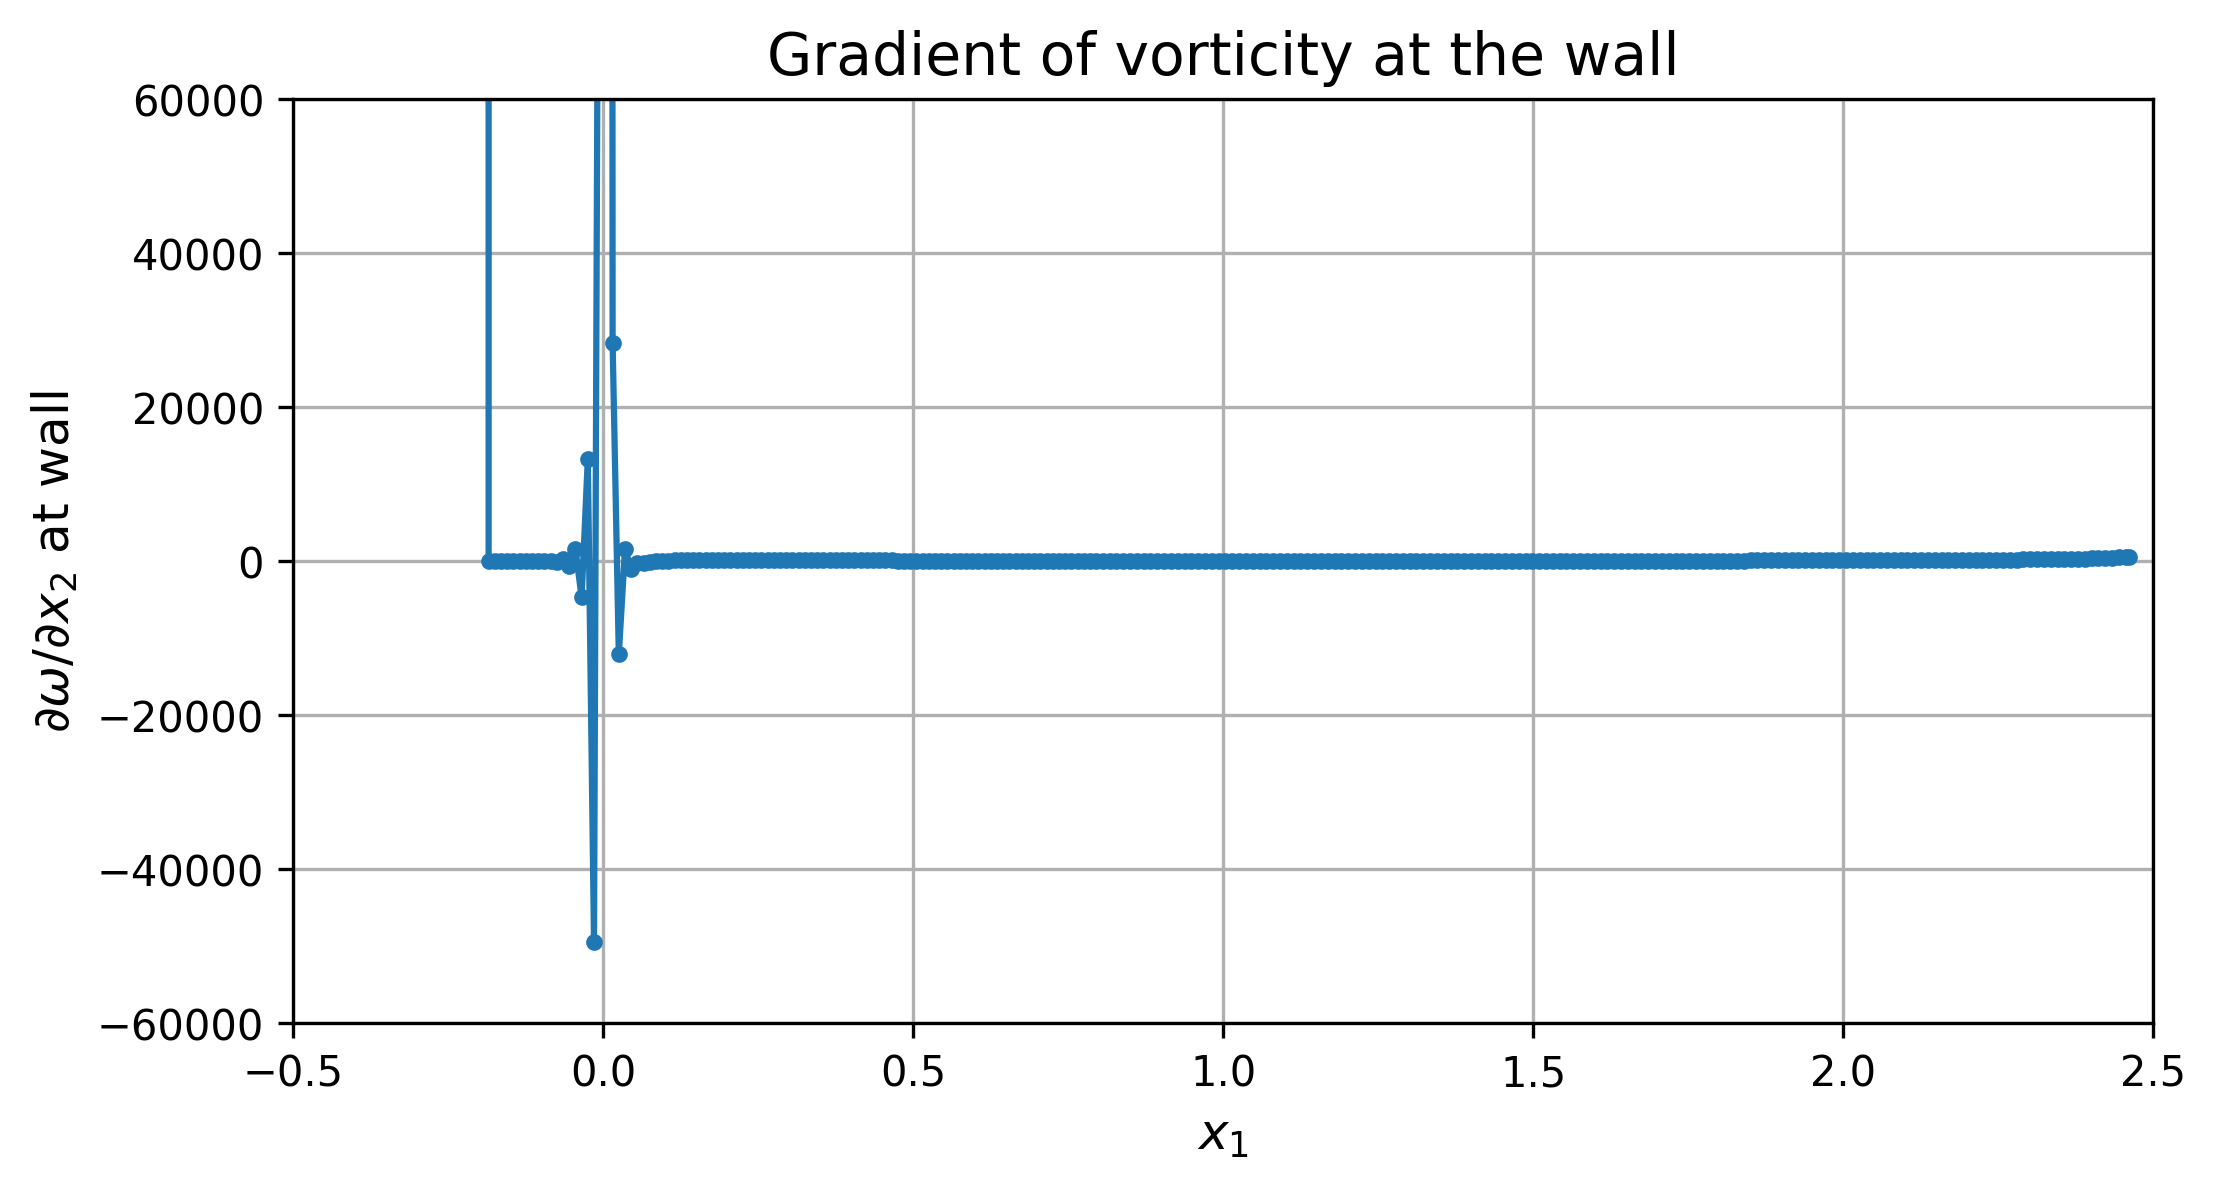 Gradient of vorticity at the wall
60000
40000
20000
0
−20000
−40000
−60000
∂ω/∂x₂ at wall
−0.5 0.0 0.5 1.0 1.5 2.0 2.5
x₁